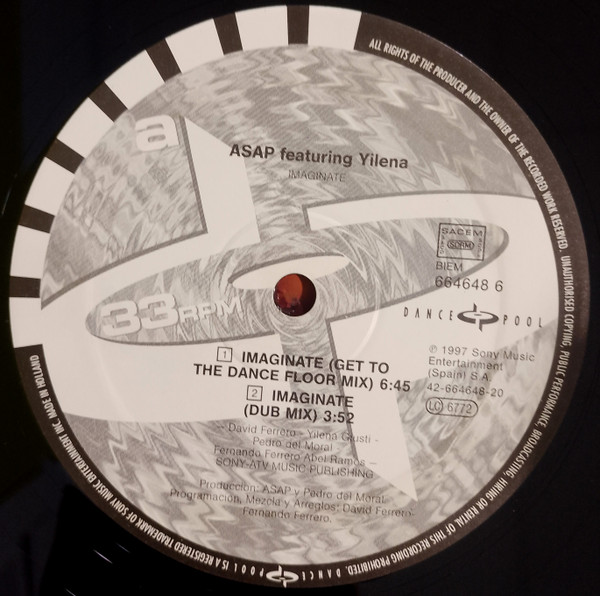 a
ASAP featuring Yilena
IMAGINATE
SACEM
SDRM
BIEM
664648 6
DANCE POOL
33RPM
℗ 1997 Sony Music
Entertainment
(Spain) S.A.
42-664648-20
LC 6772
1 IMAGINATE (GET TO
THE DANCE FLOOR MIX) 6:45
2 IMAGINATE
(DUB MIX) 3:52
– David Ferrero - Yilena Giusti -
Pedro del Moral
Fernando Ferrero Abel Ramos –
SONY-ATV MUSIC PUBLISHING
Producción: ASAP y Pedro del Moral.
Programación, Mezcla y Arreglos: David Ferrero-
Fernando Ferrero.
ALL RIGHTS OF THE PRODUCER AND THE OWNER OF THE RECORDED WORK RESERVED. UNAUTHORISED COPYING, PUBLIC PERFORMANCE, BROADCASTING, HIRING OR RENTAL OF THIS RECORDING PROHIBITED.
DANCE POOL IS A REGISTERED TRADEMARK OF SONY MUSIC ENTERTAINMENT INC. MADE IN HOLLAND